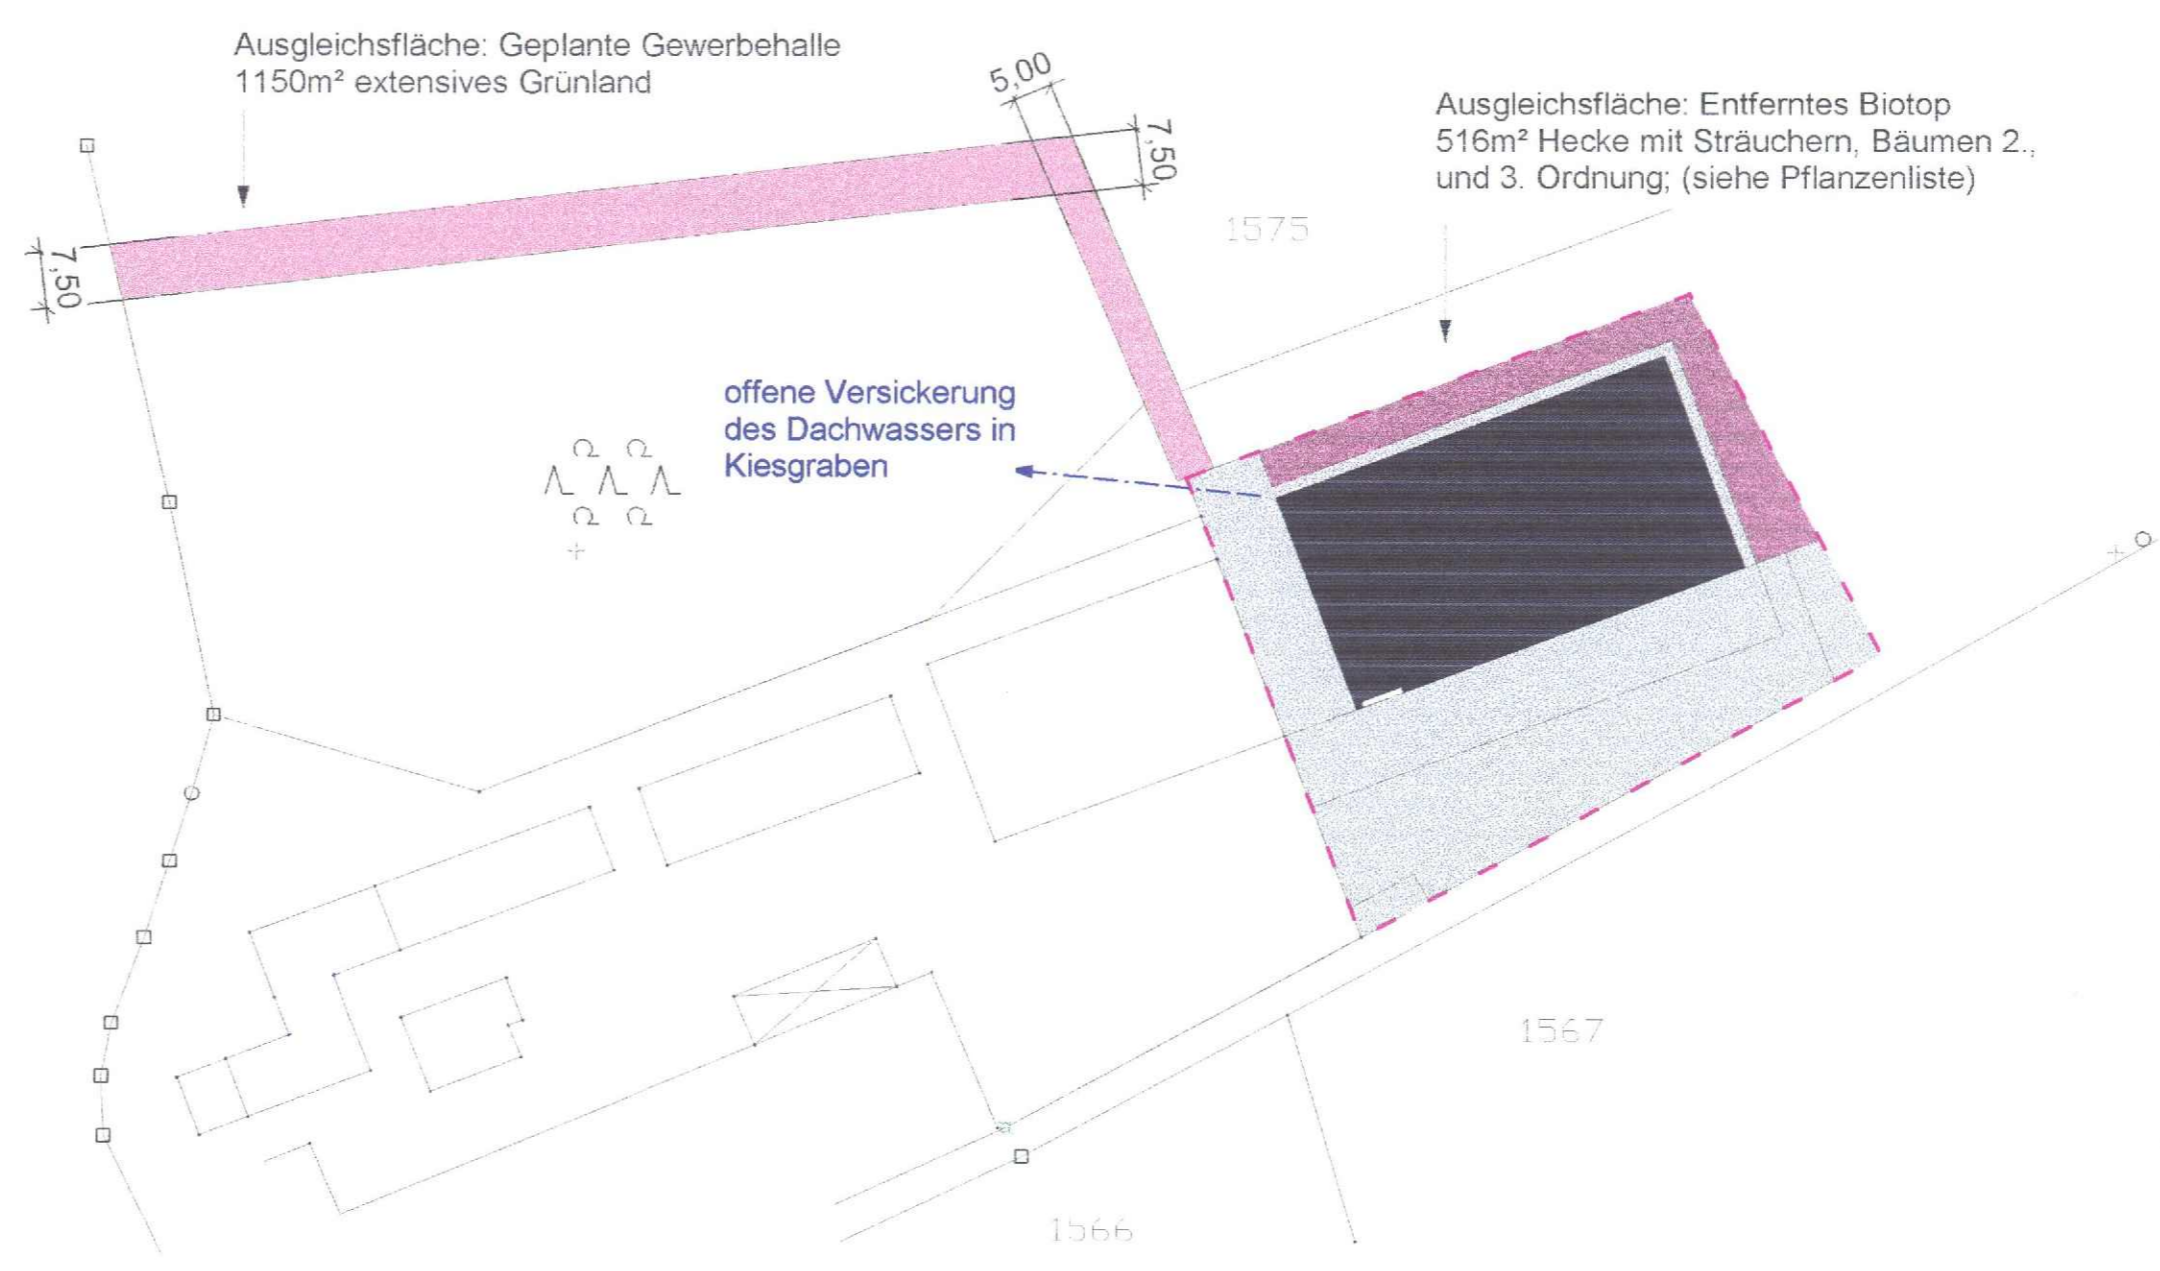 Ausgleichsfläche: Geplante Gewerbehalle
1150m² extensives Grünland
5,00
7,50
Ausgleichsfläche: Entferntes Biotop
516m² Hecke mit Sträuchern, Bäumen 2.,
und 3. Ordnung; (siehe Pflanzenliste)
1575
7,50
offene Versickerung
des Dachwassers in
Kiesgraben
1567
1566